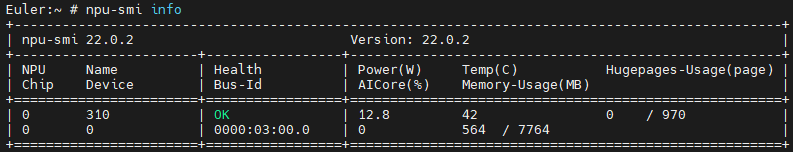 Euler:~ # npu-smi info
+------------------------------------------------------------------------------------------------+
| npu-smi 22.0.2                          Version: 22.0.2                                        |
+-----------------------+-----------------+------------------------------------------------------+
| NPU    Name           | Health          | Power(W)     Temp(C)           Hugepages-Usage(page) |
| Chip   Device         | Bus-Id          | AICore(%)    Memory-Usage(MB)                        |
+=======================+=================+======================================================+
| 0      310            | OK              | 12.8         42                0    / 970            |
| 0      0              | 0000:03:00.0    | 0            564  / 7764                             |
+=======================+=================+======================================================+